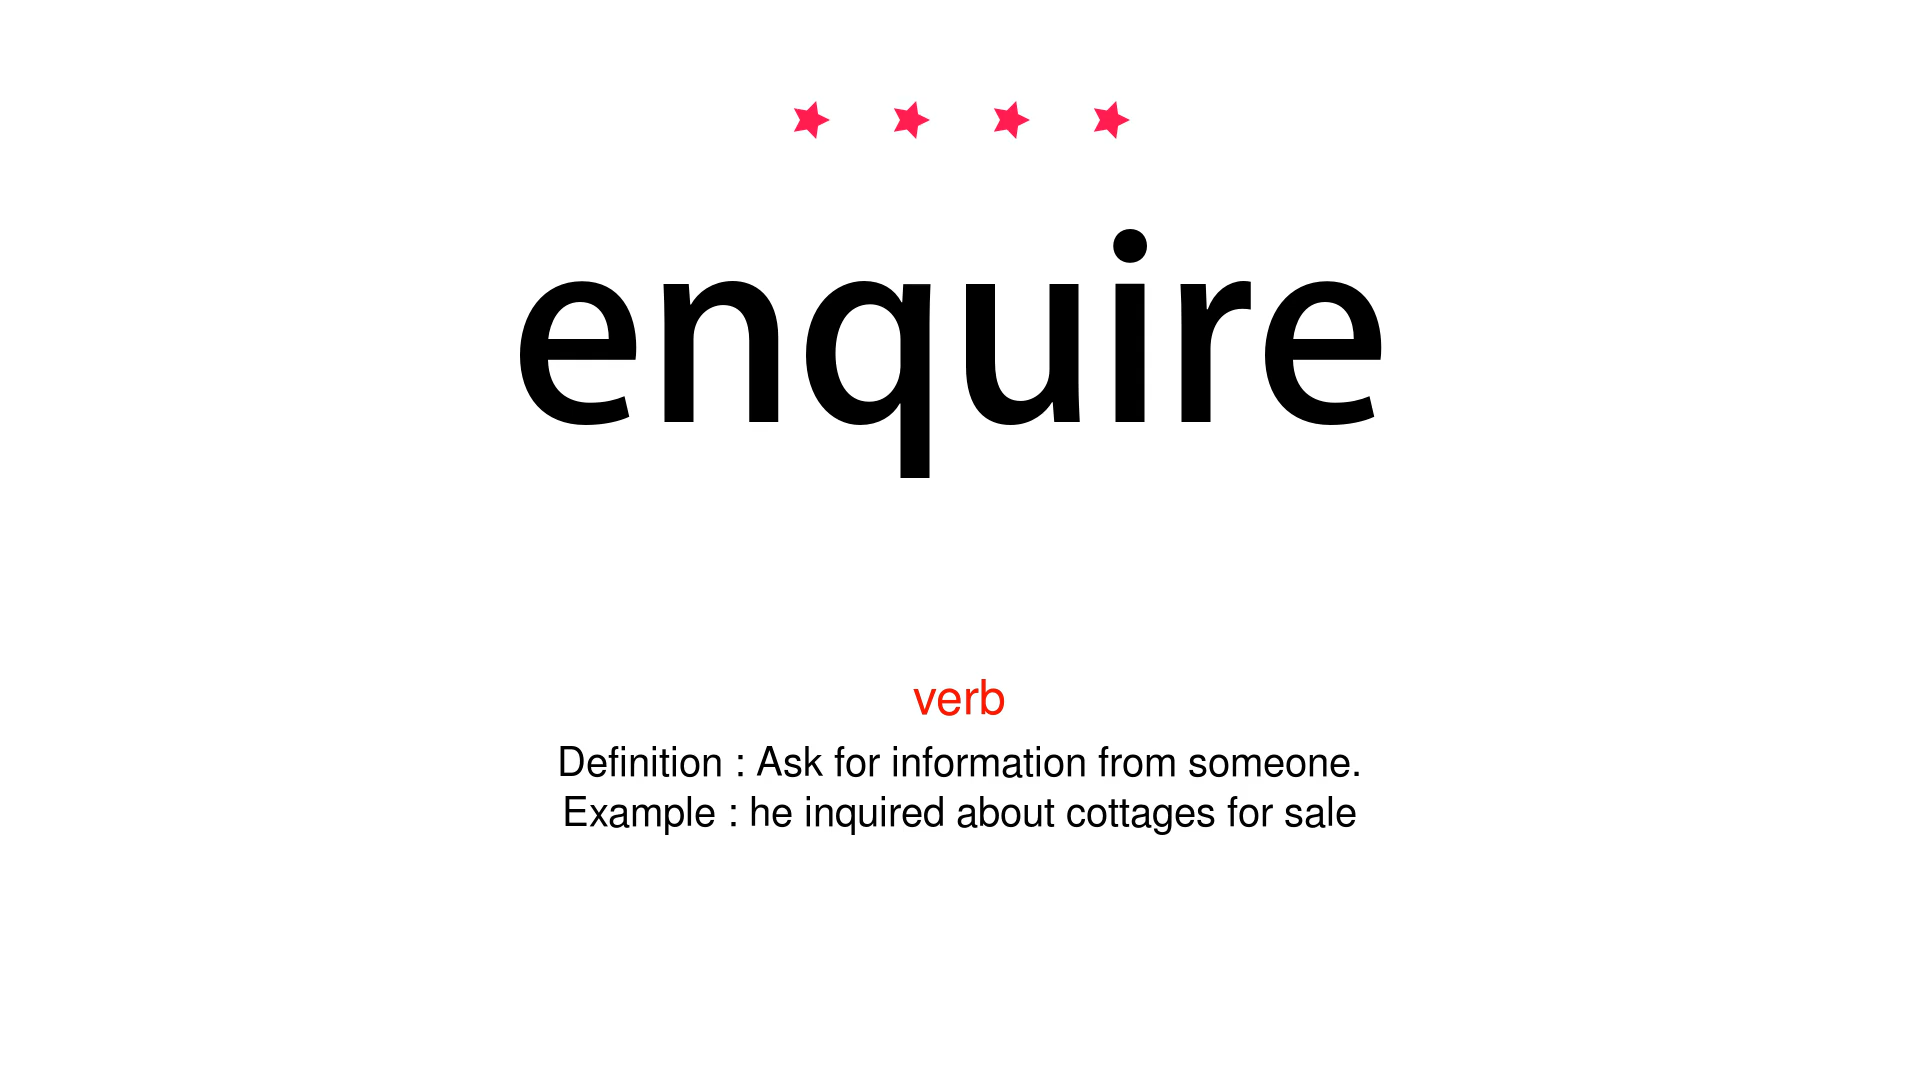 enquire
verb
Definition : Ask for information from someone.
Example : he inquired about cottages for sale